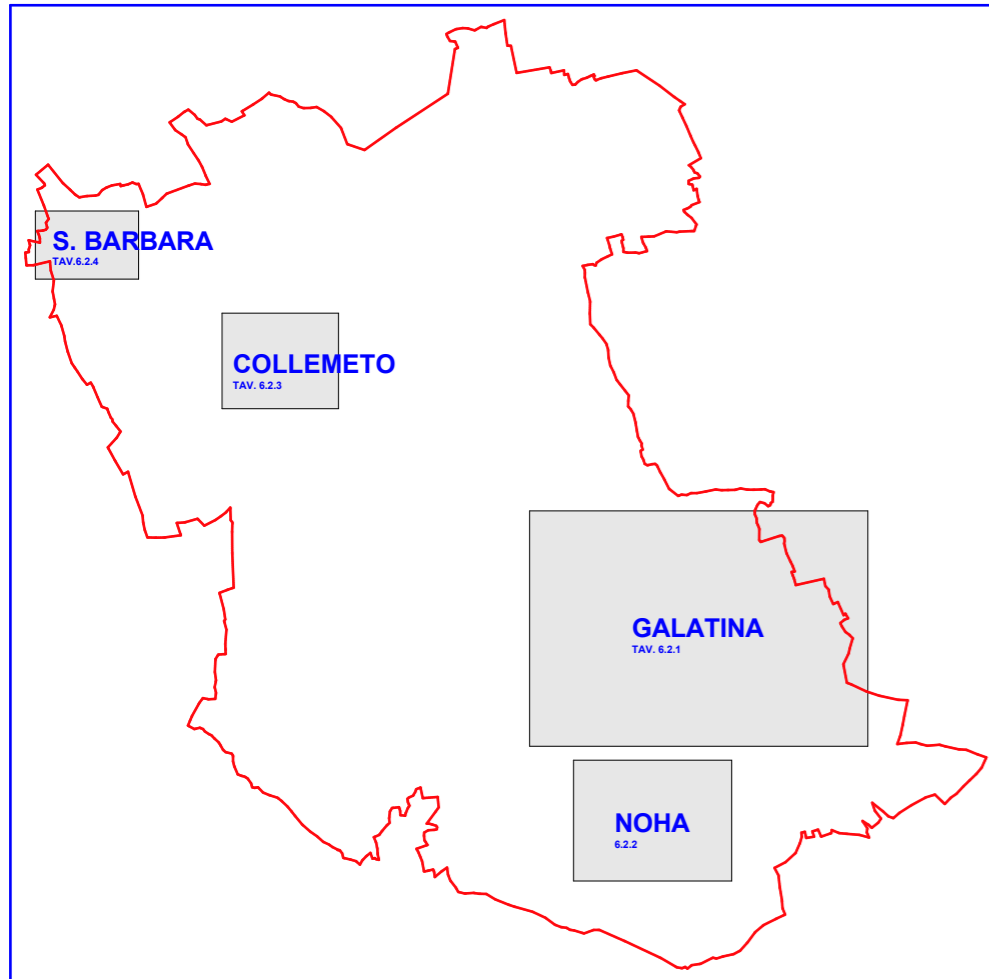 S. BARBARA
TAV.6.2.4
COLLEMETO
TAV. 6.2.3
GALATINA
TAV. 6.2.1
NOHA
6.2.2